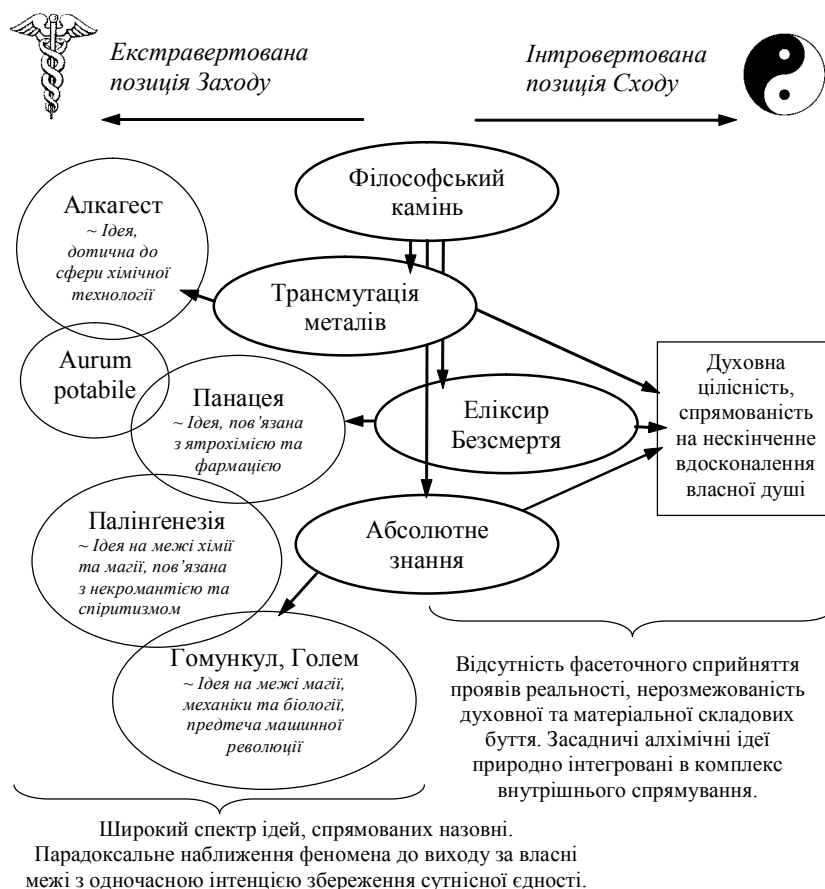 Екстравертована
позиція Заходу
Інтровертована
позиція Сходу
Філософський
камінь
Алкагест
~ Ідея,
дотична до
сфери хімічної
технології
Трансмутація
металів
Aurum
potabile
Панацея
~ Ідея, пов’язана
з ятрохімією та
фармацією
Еліксир
Безсмертя
Духовна
цілісність,
спрямованість
на нескінченне
вдосконалення
власної душі
Палінґенезія
~ Ідея на межі хімії
та магії, пов’язана
з некромантією та
спіритизмом
Абсолютне
знання
Гомункул, Голем
~ Ідея на межі магії,
механіки та біології,
предтеча машинної
революції
Відсутність фасеточного сприйняття
проявів реальності, нерозмежованість
духовної та матеріальної складових
буття. Засадничі алхімічні ідеї
природно інтегровані в комплекс
внутрішнього спрямування.
Широкий спектр ідей, спрямованих назовні.
Парадоксальне наближення феномена до виходу за власні
межі з одночасною інтенцією збереження сутнісної єдності.